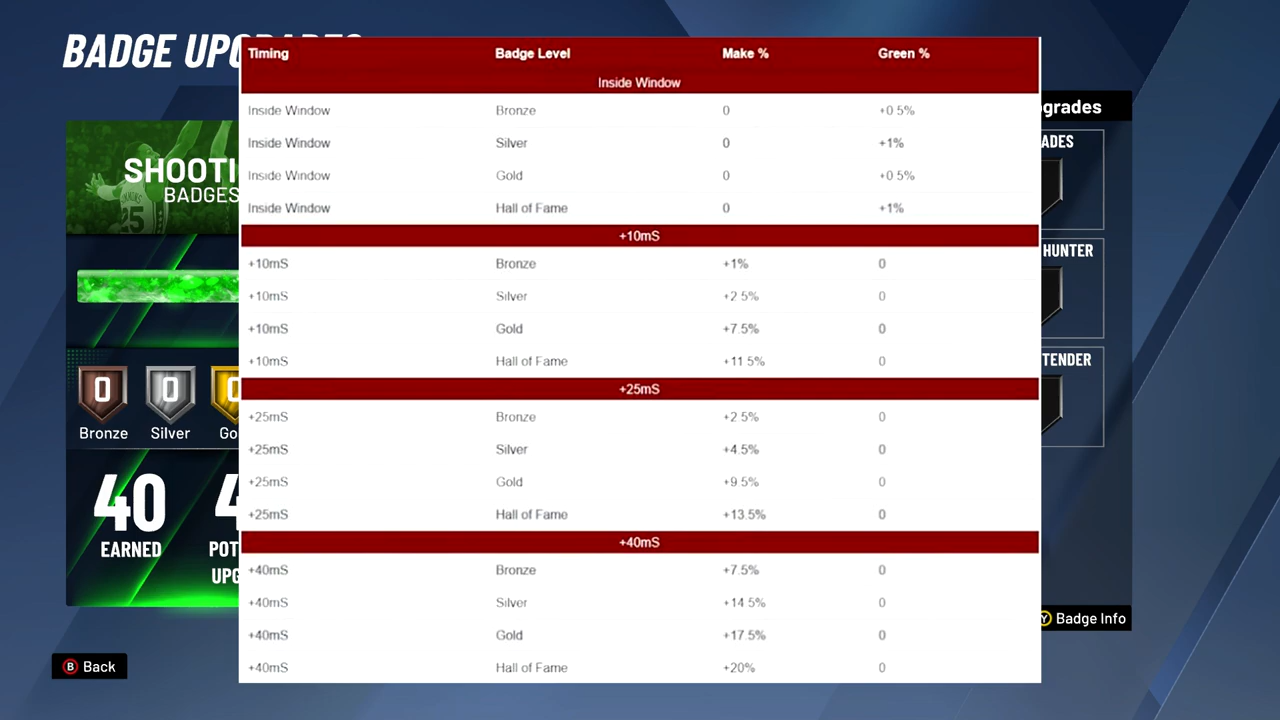 BADGE UPGRADES
Timing Badge Level Make % Green %
Inside Window
Inside Window Bronze 0 +0 5%
Inside Window Silver 0 +1%
Inside Window Gold 0 +0 5%
Inside Window Hall of Fame 0 +1%
+10mS
+10mS Bronze +1% 0
+10mS Silver +2 5% 0
+10mS Gold +7.5% 0
+10mS Hall of Fame +11 5% 0
+25mS
+25mS Bronze +2 5% 0
+25mS Silver +4.5% 0
+25mS Gold +9 5% 0
+25mS Hall of Fame +13.5% 0
+40mS
+40mS Bronze +7.5% 0
+40mS Silver +14 5% 0
+40mS Gold +17.5% 0
+40mS Hall of Fame +20% 0
SHOOTI
BADGES
25
0 0 0
Bronze Silver Go
40 4
EARNED POT
UPG
grades
ADES
HUNTER
TENDER
Y Badge Info
B Back